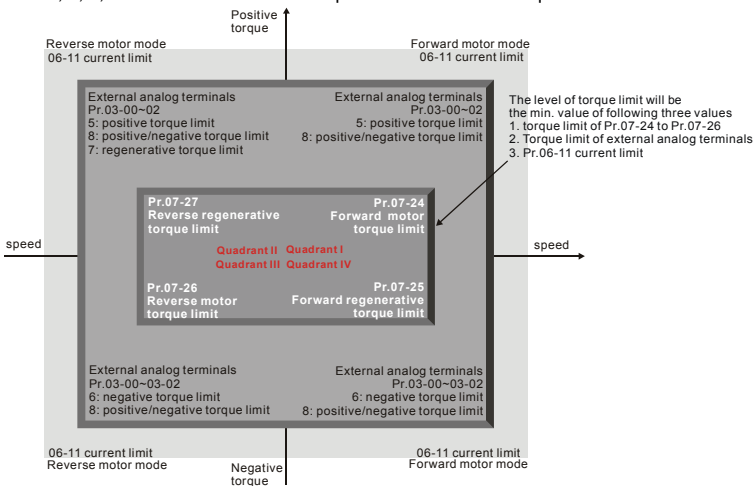 Positive
torque
Reverse motor mode
06-11 current limit
Forward motor mode
06-11 current limit
External analog terminals
Pr.03-00~02
5: positive torque limit
8: positive/negative torque limit
7: regenerative torque limit
External analog terminals
Pr.03-00~02
5: positive torque limit
8: positive/negative torque limit
The level of torque limit will be
the min. value of following three values
1. torque limit of Pr.07-24 to Pr.07-26
2. Torque limit of external analog terminals
3. Pr.06-11 current limit
Pr.07-27
Reverse regenerative
torque limit
Pr.07-24
Forward motor
torque limit
speed
speed
Quadrant II Quadrant I
Quadrant III Quadrant IV
Pr.07-26
Reverse motor
torque limit
Pr.07-25
Forward regenerative
torque limit
External analog terminals
Pr.03-00~03-02
6: negative torque limit
8: positive/negative torque limit
External analog terminals
Pr.03-00~03-02
6: negative torque limit
8: positive/negative torque limit
06-11 current limit
Reverse motor mode
06-11 current limit
Forward motor mode
Negative
torque